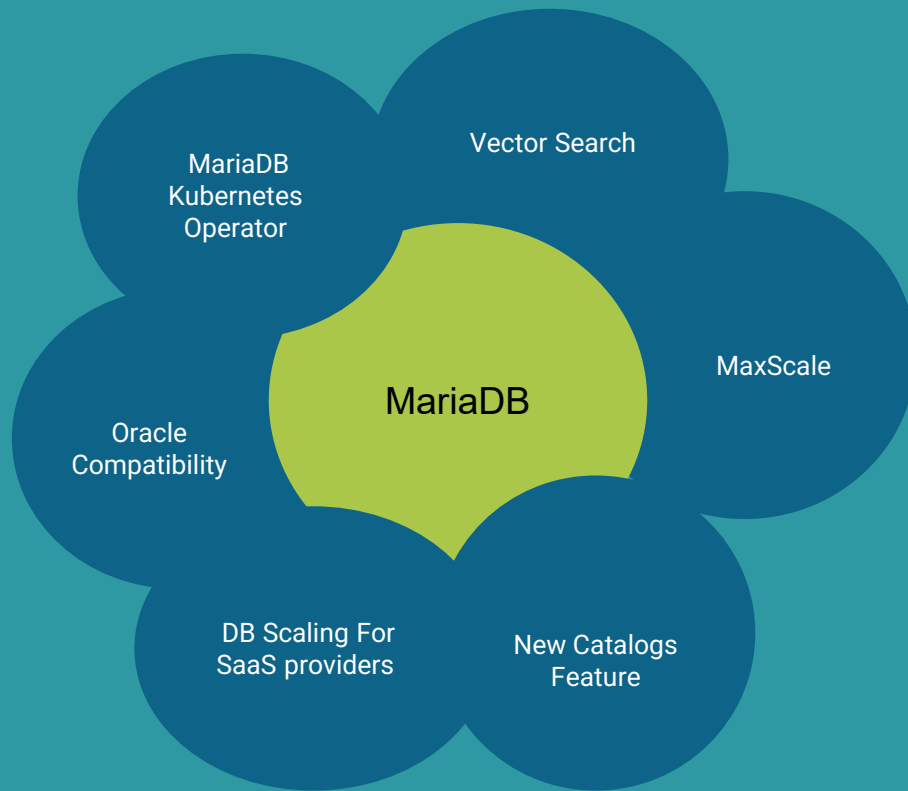 Vector Search
MariaDB
Kubernetes
Operator
MaxScale
MariaDB
Oracle
Compatibility
DB Scaling For
SaaS providers
New Catalogs
Feature